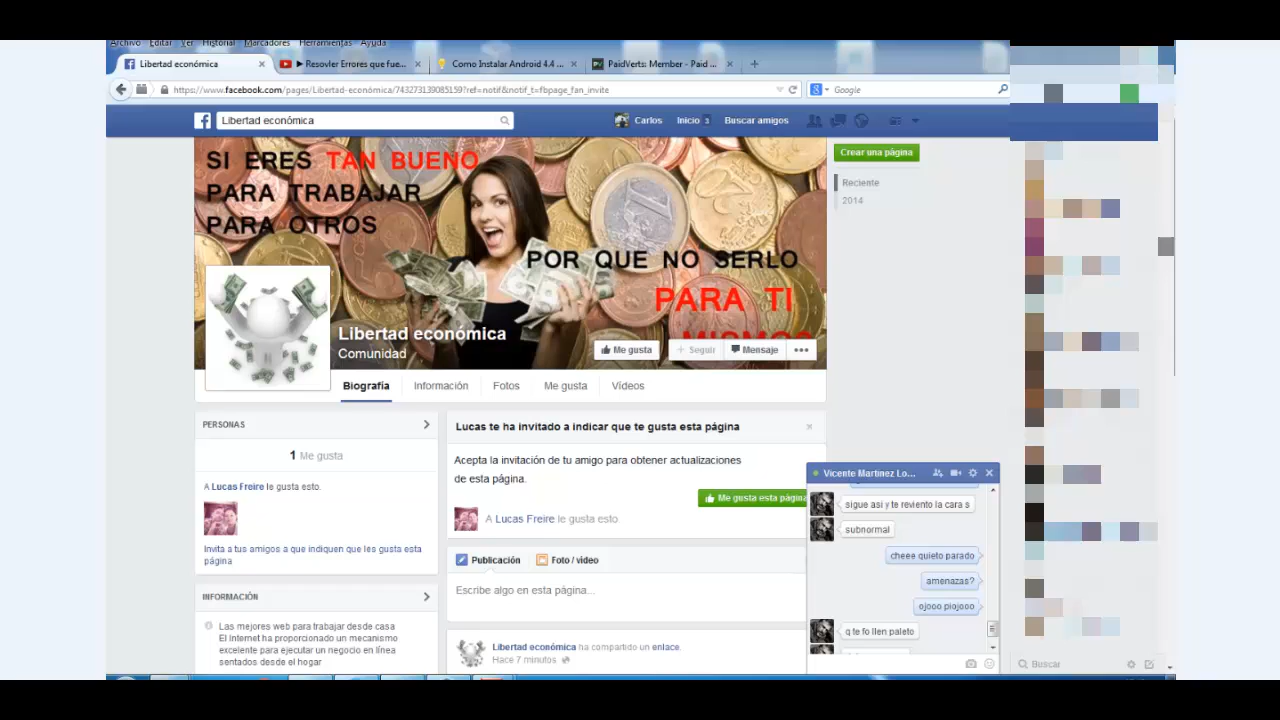 Archivo Editar Ver Historial Marcadores Herramientas Ayuda
Libertad económica
Resovler Errores que fue...
Como Instalar Android 4.4 ...
PaidVerts: Member - Paid ...
https://www.facebook.com/pages/Libertad-económica/743273139085159?ref=notif&notif_t=fbpage_fan_invite
Google
Libertad económica
Carlos
Inicio 3
Buscar amigos
SI ERES TAN BUENO
PARA TRABAJAR
PARA OTROS
POR QUE NO SERLO
PARA TI
MISMOS
Libertad económica
Comunidad
Me gusta
Seguir
Mensaje
Crear una página
Reciente
2014
Biografía
Información
Fotos
Me gusta
Vídeos
PERSONAS
1 Me gusta
A Lucas Freire le gusta esto.
Invita a tus amigos a que indiquen que les gusta esta
página
INFORMACIÓN
Las mejores web para trabajar desde casa
El Internet ha proporcionado un mecanismo
excelente para ejecutar un negocio en línea
sentados desde el hogar
Lucas te ha invitado a indicar que te gusta esta página
Acepta la invitación de tu amigo para obtener actualizaciones
de esta página.
Me gusta esta página
A Lucas Freire le gusta esto.
Publicación
Foto / vídeo
Escribe algo en esta página...
Libertad económica ha compartido un enlace.
Hace 7 minutos
Vicente Martinez Lo...
sigue asi y te reviento la cara s
subnormal
cheee quieto parado
amenazas?
ojooo piojooo
q te fo llen paleto
Buscar